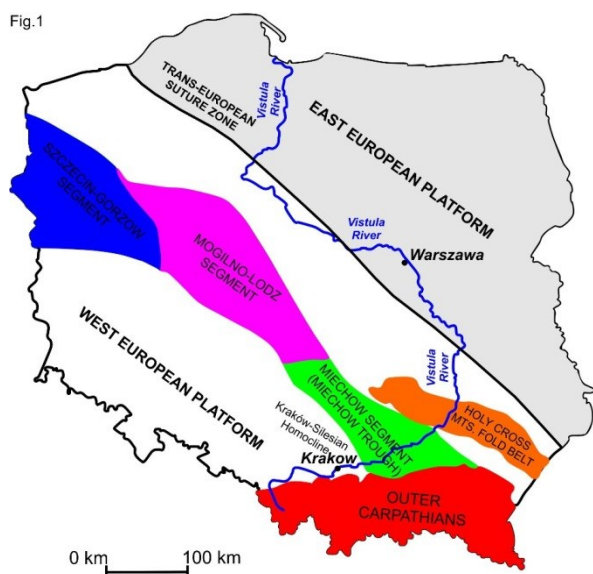 Fig.1
TRANS-EUROPEAN
SUTURE ZONE
Vistula
River
EAST EUROPEAN PLATFORM
SZCZECIN-GORZOW
SEGMENT
MOGILNO-LODZ
SEGMENT
Vistula
River
Warszawa
WEST EUROPEAN
PLATFORM
Vistula
River
MIECHOW SEGMENT
(MIECHOW TROUGH)
HOLY CROSS
MTS. FOLD BELT
Kraków-Silesian
Homocline
Krakow
OUTER
CARPATHIANS
0 km
100 km